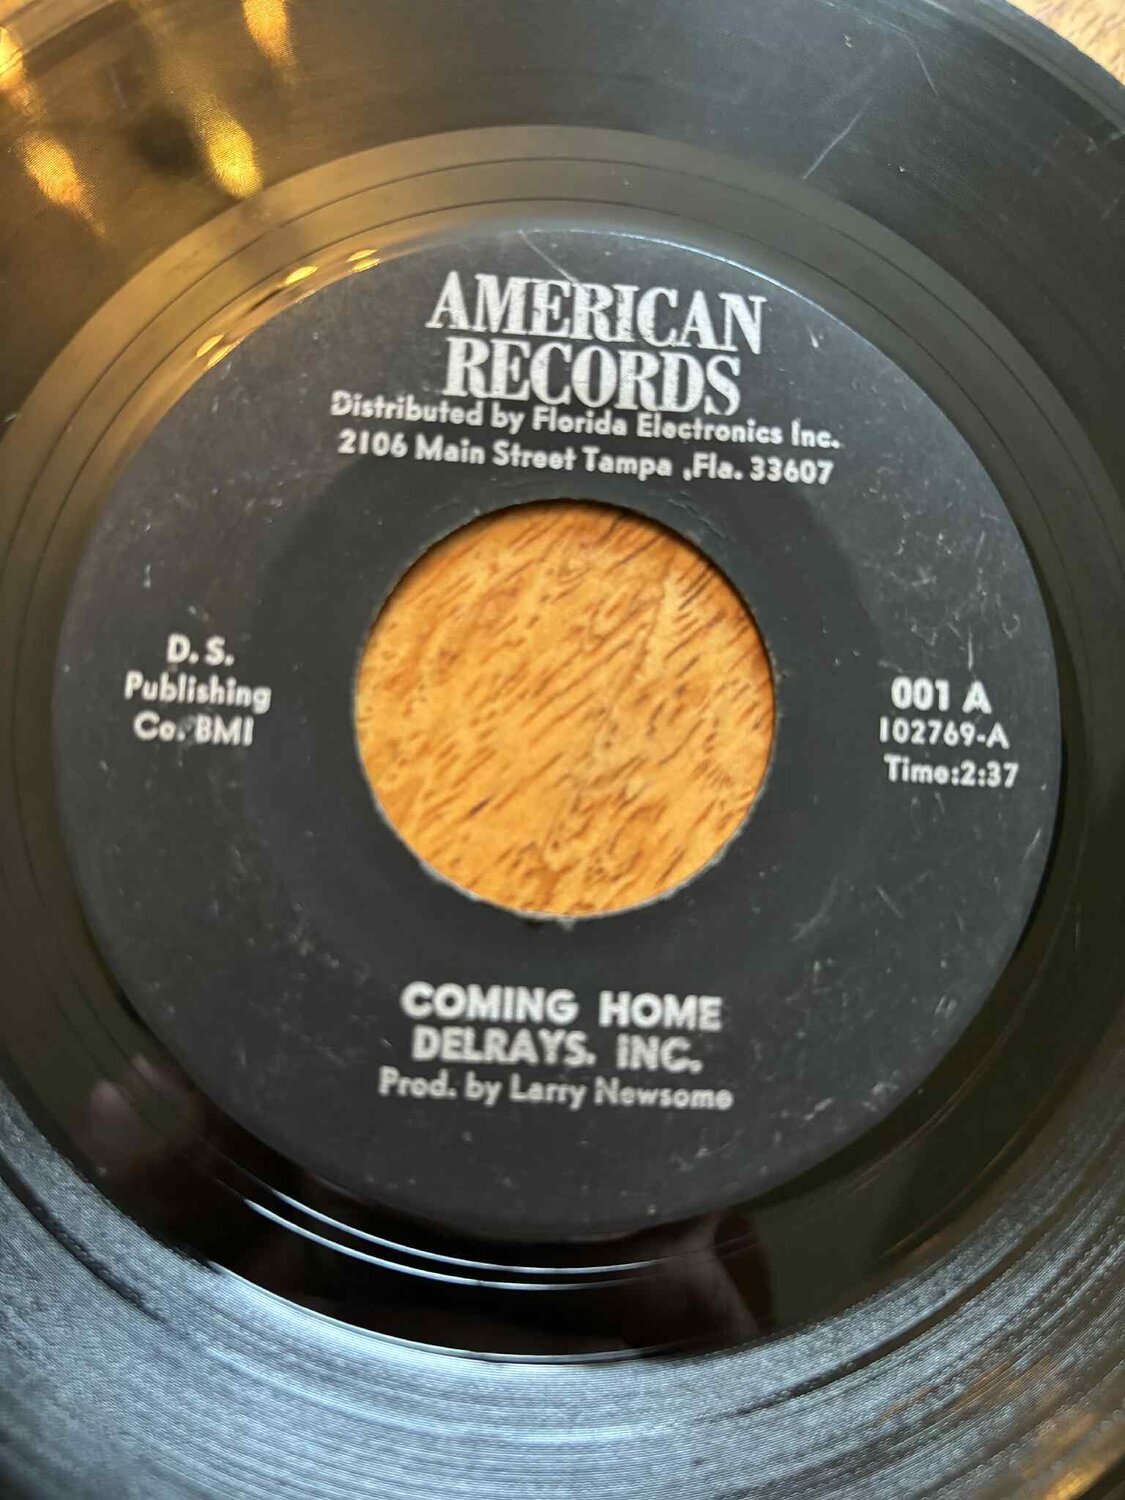 AMERICAN
RECORDS
Distributed by Florida Electronics Inc.
2106 Main Street Tampa ,Fla. 33607
D. S.
Publishing
Co. BMI
001 A
102769-A
Time:2:37
COMING HOME
DELRAYS. INC.
Prod. by Larry Newsome